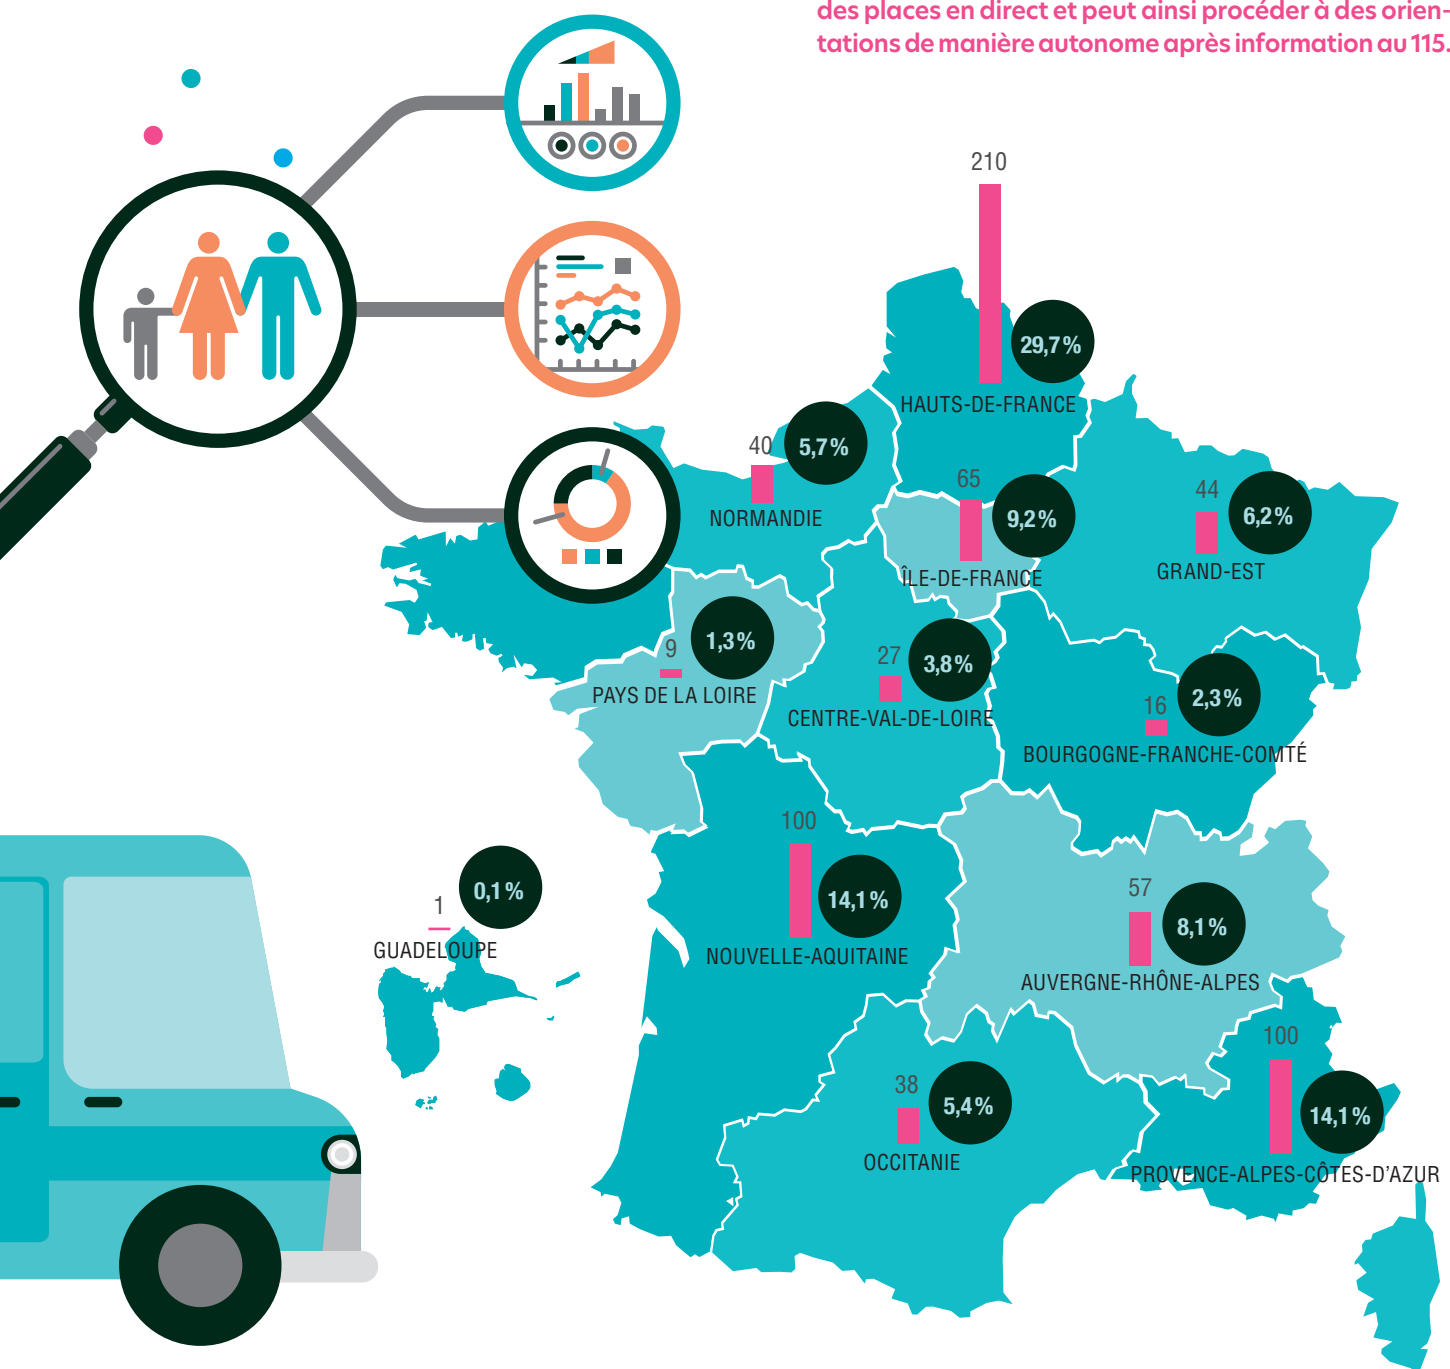 des places en direct et peut ainsi procéder à des orien-
tations de manière autonome après information au 115.
210
29,7%
HAUTS-DE-FRANCE
40
5,7%
NORMANDIE
65
9,2%
ÎLE-DE-FRANCE
44
6,2%
GRAND-EST
9
1,3%
PAYS DE LA LOIRE
27
3,8%
CENTRE-VAL-DE-LOIRE
16
2,3%
BOURGOGNE-FRANCHE-COMTÉ
100
14,1%
NOUVELLE-AQUITAINE
1
0,1%
GUADELOUPE
57
8,1%
AUVERGNE-RHÔNE-ALPES
38
5,4%
OCCITANIE
100
14,1%
PROVENCE-ALPES-CÔTES-D'AZUR